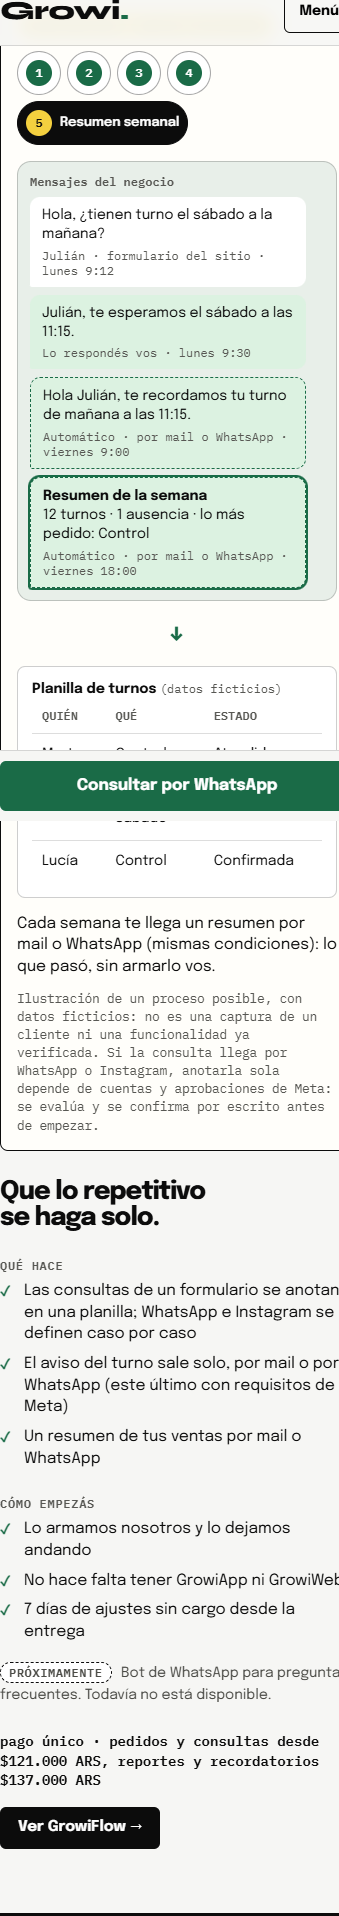 Growi.
Menú
1 2 3 4
5 Resumen semanal
Mensajes del negocio
Hola, ¿tienen turno el sábado a la
mañana?
Julián · formulario del sitio ·
lunes 9:12
Julián, te esperamos el sábado a las
11:15.
Lo respondés vos · lunes 9:30
Hola Julián, te recordamos tu turno
de mañana a las 11:15.
Automático · por mail o WhatsApp ·
viernes 9:00
Resumen de la semana
12 turnos · 1 ausencia · lo más
pedido: Control
Automático · por mail o WhatsApp ·
viernes 18:00
↓
Planilla de turnos (datos ficticios)
QUIÉN QUÉ ESTADO
Consultar por WhatsApp
Lucía Control Confirmada
Cada semana te llega un resumen por
mail o WhatsApp (mismas condiciones): lo
que pasó, sin armarlo vos.
Ilustración de un proceso posible, con
datos ficticios: no es una captura de un
cliente ni una funcionalidad ya
verificada. Si la consulta llega por
WhatsApp o Instagram, anotarla sola
depende de cuentas y aprobaciones de Meta:
se evalúa y se confirma por escrito antes
de empezar.
Que lo repetitivo
se haga solo.
QUÉ HACE
✓ Las consultas de un formulario se anotan
en una planilla; WhatsApp e Instagram se
definen caso por caso
✓ El aviso del turno sale solo, por mail o por
WhatsApp (este último con requisitos de
Meta)
✓ Un resumen de tus ventas por mail o
WhatsApp
CÓMO EMPEZÁS
✓ Lo armamos nosotros y lo dejamos
andando
✓ No hace falta tener GrowiApp ni GrowiWeb
✓ 7 días de ajustes sin cargo desde la
entrega
PRÓXIMAMENTE Bot de WhatsApp para pregunta
frecuentes. Todavía no está disponible.
pago único · pedidos y consultas desde
$121.000 ARS, reportes y recordatorios
$137.000 ARS
Ver GrowiFlow →